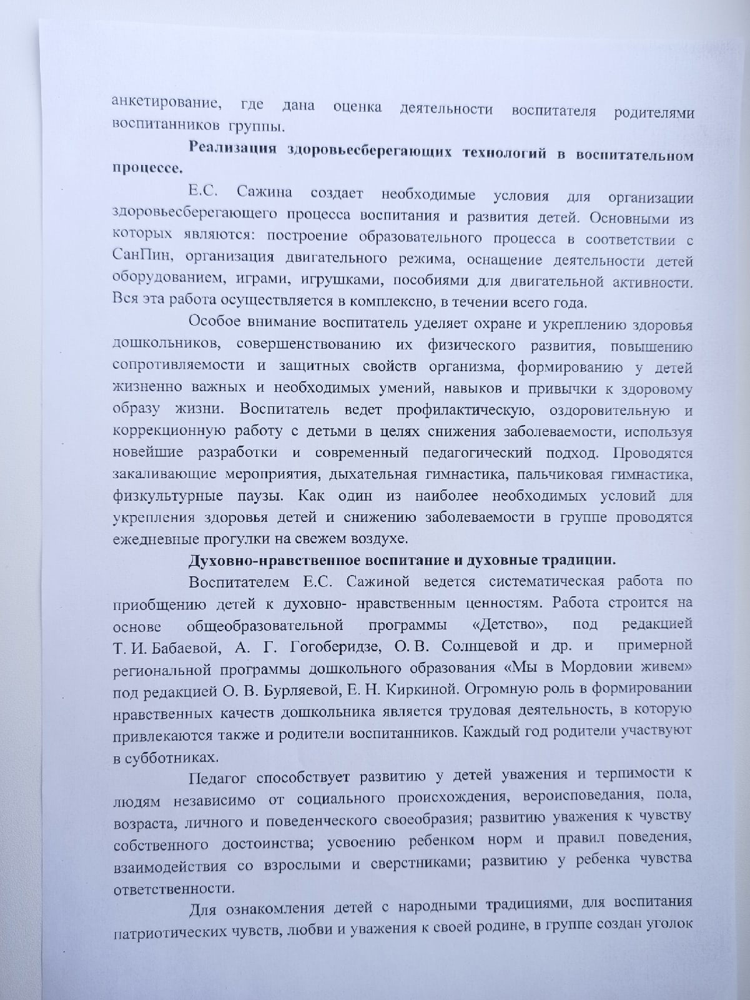 анкетирование, где дана оценка деятельности воспитателя родителями
воспитанников группы.
Реализация здоровьесберегающих технологий в воспитательном
процессе.
Е.С. Сажина создает необходимые условия для организации
здоровьесберегающего процесса воспитания и развития детей. Основными из
которых являются: построение образовательного процесса в соответствии с
СанПин, организация двигательного режима, оснащение деятельности детей
оборудованием, играми, игрушками, пособиями для двигательной активности.
Вся эта работа осуществляется в комплексно, в течении всего года.
Особое внимание воспитатель уделяет охране и укреплению здоровья
дошкольников, совершенствованию их физического развития, повышению
сопротивляемости и защитных свойств организма, формированию у детей
жизненно важных и необходимых умений, навыков и привычки к здоровому
образу жизни. Воспитатель ведет профилактическую, оздоровительную и
коррекционную работу с детьми в целях снижения заболеваемости, используя
новейшие разработки и современный педагогический подход. Проводятся
закаливающие мероприятия, дыхательная гимнастика, пальчиковая гимнастика,
физкультурные паузы. Как один из наиболее необходимых условий для
укрепления здоровья детей и снижению заболеваемости в группе проводятся
ежедневные прогулки на свежем воздухе.
Духовно-нравственное воспитание и духовные традиции.
Воспитателем Е.С. Сажиной ведется систематическая работа по
приобщению детей к духовно- нравственным ценностям. Работа строится на
основе общеобразовательной программы «Детство», под редакцией
Т. И. Бабаевой, А. Г. Гогоберидзе, О. В. Солнцевой и др. и примерной
региональной программы дошкольного образования «Мы в Мордовии живем»
под редакцией О. В. Бурляевой, Е. Н. Киркиной. Огромную роль в формировании
нравственных качеств дошкольника является трудовая деятельность, в которую
привлекаются также и родители воспитанников. Каждый год родители участвуют
в субботниках.
Педагог способствует развитию у детей уважения и терпимости к
людям независимо от социального происхождения, вероисповедания, пола,
возраста, личного и поведенческого своеобразия; развитию уважения к чувству
собственного достоинства; усвоению ребенком норм и правил поведения,
взаимодействия со взрослыми и сверстниками; развитию у ребенка чувства
ответственности.
Для ознакомления детей с народными традициями, для воспитания
патриотических чувств, любви и уважения к своей родине, в группе создан уголок